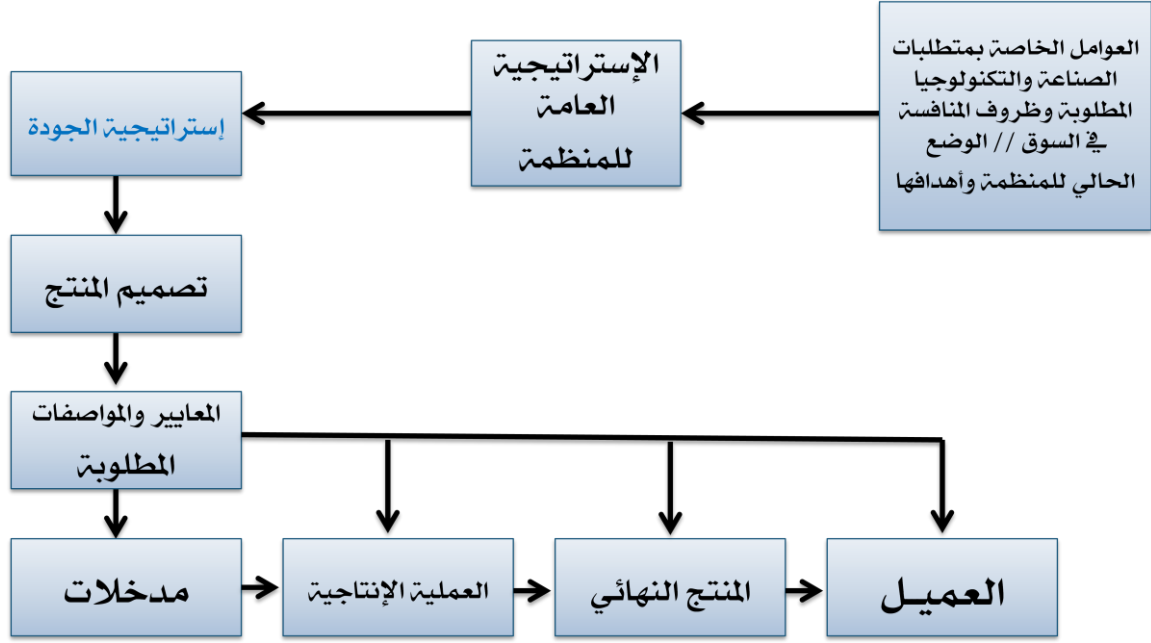 العوامل الخاصة بمتطلبات
الصناعة والتكنولوجيا
المطلوبة وظروف المنافسة
في السوق // الوضع
الحالي للمنظمة وأهدافها
الإستراتيجية
العامة
للمنظمة
إستراتيجية الجودة
تصميم المنتج
المعايير والمواصفات
المطلوبة
مدخلات
العملية الإنتاجية
المنتج النهائي
العميـل